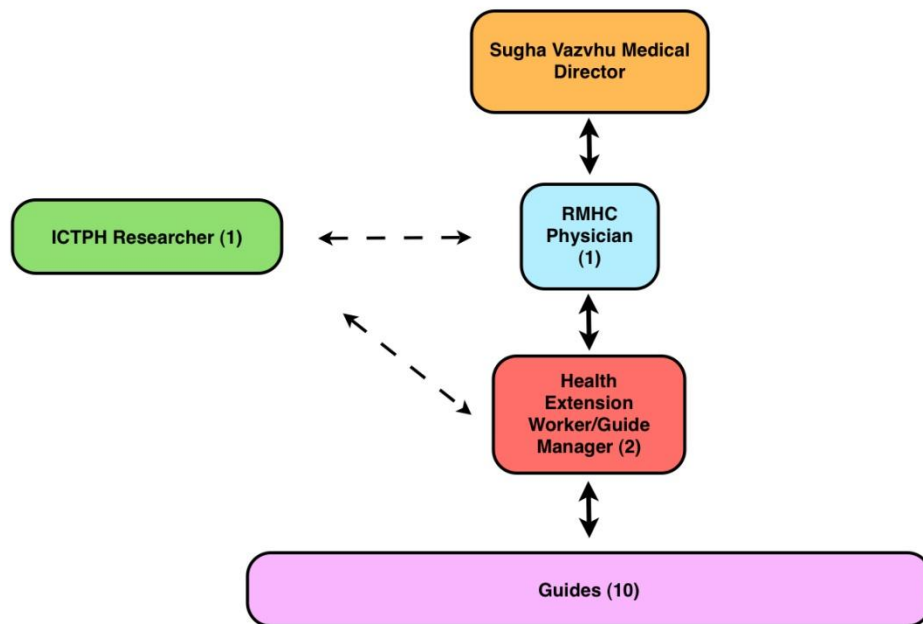 Sugha Vazvhu Medical
Director
ICTPH Researcher (1)
RMHC
Physician
(1)
Health
Extension
Worker/Guide
Manager (2)
Guides (10)